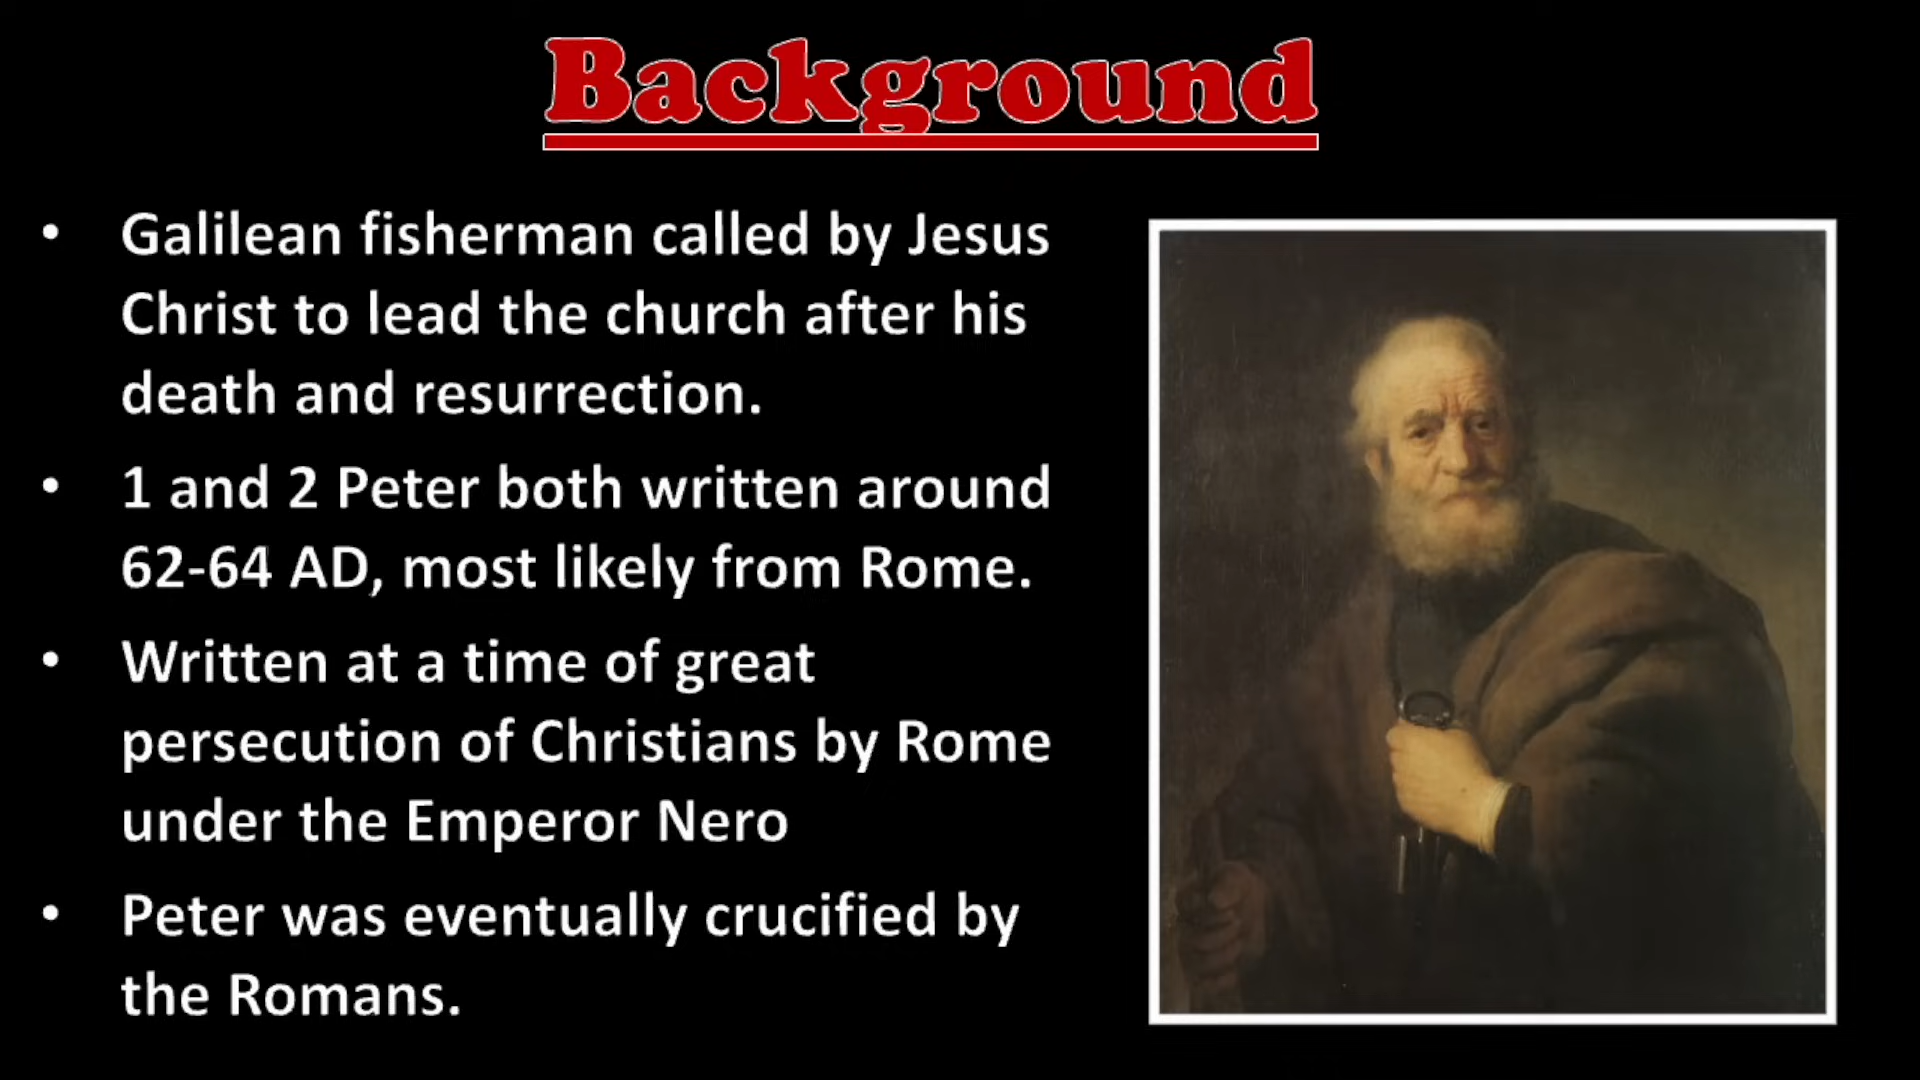 Background
• Galilean fisherman called by Jesus
Christ to lead the church after his
death and resurrection.
• 1 and 2 Peter both written around
62-64 AD, most likely from Rome.
• Written at a time of great
persecution of Christians by Rome
under the Emperor Nero
• Peter was eventually crucified by
the Romans.